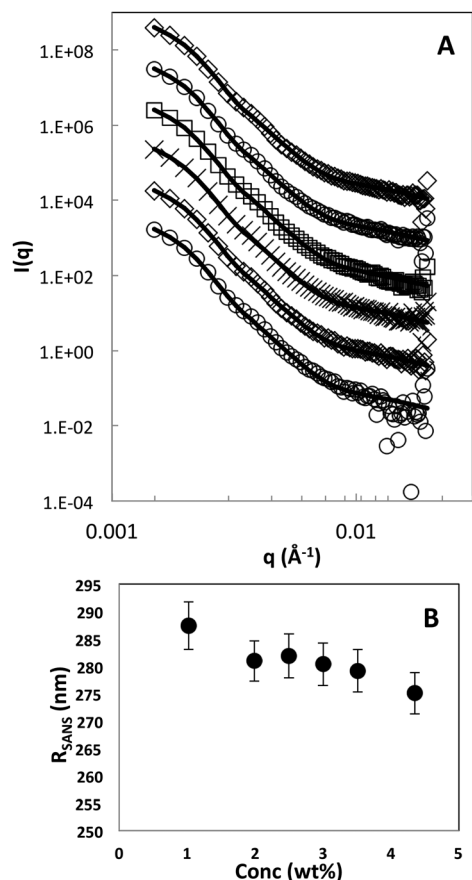 A
1.E+08
1.E+06
1.E+04
1.E+02
1.E+00
1.E-02
1.E-04
I(q)
0.001 0.01
q (Å-1)
B
295
290
285
280
275
270
265
260
255
250
RSANS (nm)
0 1 2 3 4 5
Conc (wt%)